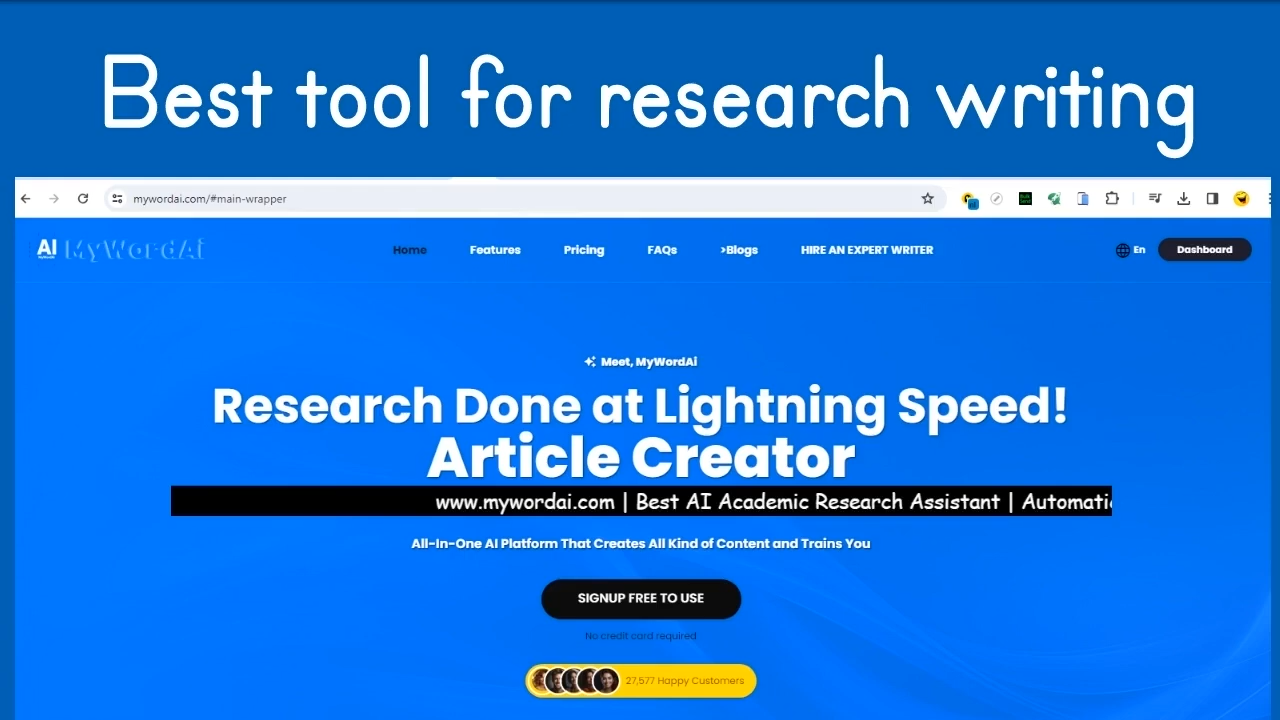 Best tool for research writing
mywordai.com/#main-wrapper
AI MyWordAi
Home Features Pricing FAQs >Blogs HIRE AN EXPERT WRITER En Dashboard
Meet, MyWordAi
Research Done at Lightning Speed!
Article Creator
www.mywordai.com | Best AI Academic Research Assistant | Automatic
All-In-One AI Platform That Creates All Kind of Content and Trains You
SIGNUP FREE TO USE
No credit card required
27,577 Happy Customers